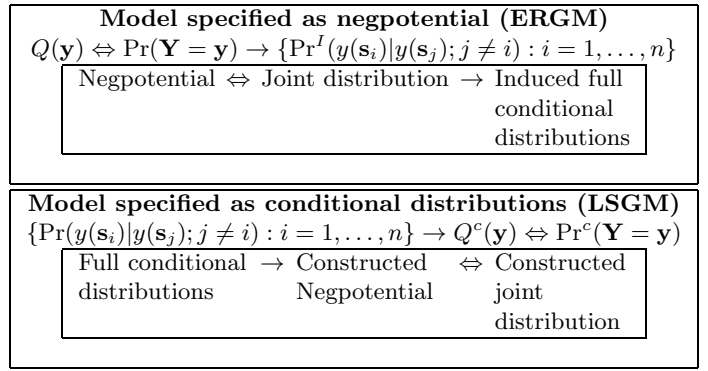 Model specified as negpotential (ERGM)
Q(y) ⇔ Pr(Y = y) → {Pr^I(y(s_i)|y(s_j); j ≠ i) : i = 1, . . . , n}
Negpotential ⇔ Joint distribution → Induced full
conditional
distributions
Model specified as conditional distributions (LSGM)
{Pr(y(s_i)|y(s_j); j ≠ i) : i = 1, . . . , n} → Q^c(y) ⇔ Pr^c(Y = y)
Full conditional → Constructed ⇔ Constructed
distributions Negpotential joint
distribution